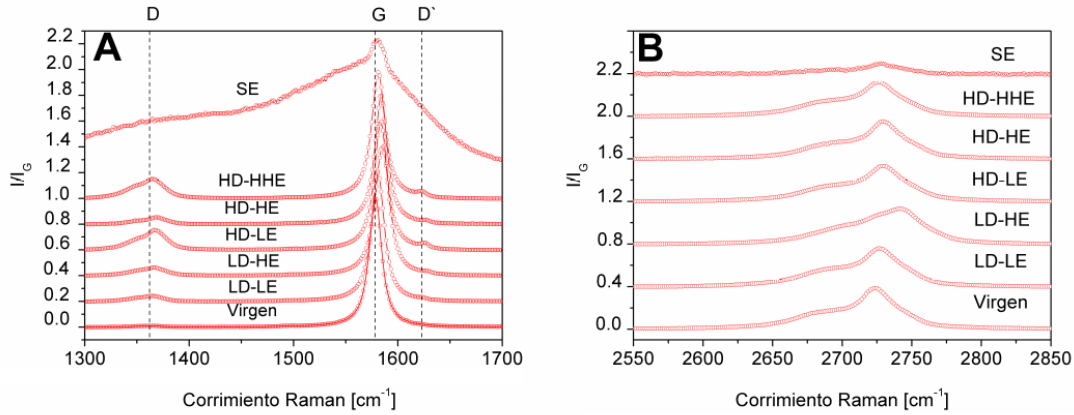 D G D`
A
2.2
2.0
1.8
1.6
1.4
1.2
1.0
0.8
0.6
0.4
0.2
0.0
I/I_G
SE
HD-HHE
HD-HE
HD-LE
LD-HE
LD-LE
Virgen
1300 1400 1500 1600 1700
Corrimiento Raman [cm⁻¹]
B
2.2
2.0
1.6
1.2
0.8
0.4
0.0
I/I_G
SE
HD-HHE
HD-HE
HD-LE
LD-HE
LD-LE
Virgen
2550 2600 2650 2700 2750 2800 2850
Corrimiento Raman [cm⁻¹]